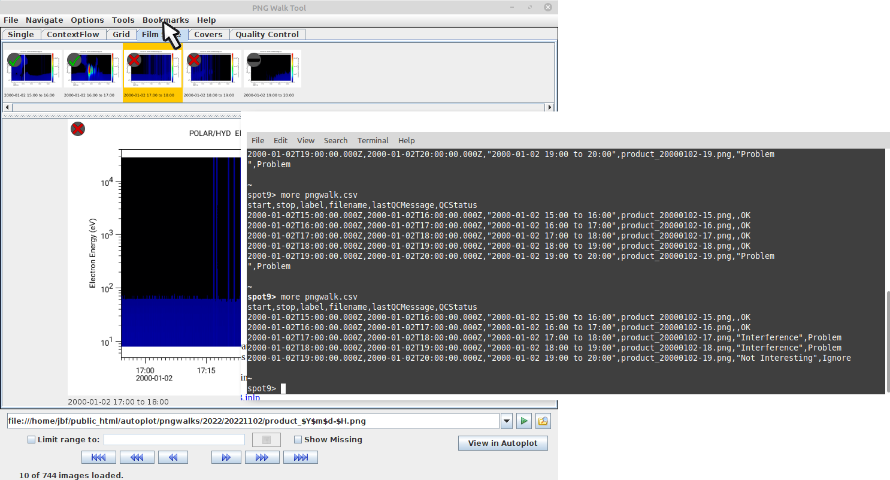 PNG Walk Tool
File Navigate Options Tools Bookmarks Help
Single ContextFlow Grid Film Covers Quality Control
2000-01-02 15:00 to 16:00 2000-01-02 16:00 to 17:00 2000-01-02 17:00 to 18:00 2000-01-02 18:00 to 19:00 2000-01-02 19:00 to 20:00
POLAR/HYD El
Electron Energy (eV)
10⁴
10³
10²
10¹
17:00 17:15
2000-01-02
2000-01-02 17:00 to 18:00
File Edit View Search Terminal Help
2000-01-02T19:00:00.000Z,2000-01-02T20:00:00.000Z,"2000-01-02 19:00 to 20:00",product_20000102-19.png,"Problem
",Problem
~
spot9> more pngwalk.csv
start,stop,label,filename,lastQCMessage,QCStatus
2000-01-02T15:00:00.000Z,2000-01-02T16:00:00.000Z,"2000-01-02 15:00 to 16:00",product_20000102-15.png,,OK
2000-01-02T16:00:00.000Z,2000-01-02T17:00:00.000Z,"2000-01-02 16:00 to 17:00",product_20000102-16.png,,OK
2000-01-02T17:00:00.000Z,2000-01-02T18:00:00.000Z,"2000-01-02 17:00 to 18:00",product_20000102-17.png,,OK
2000-01-02T18:00:00.000Z,2000-01-02T19:00:00.000Z,"2000-01-02 18:00 to 19:00",product_20000102-18.png,,OK
2000-01-02T19:00:00.000Z,2000-01-02T20:00:00.000Z,"2000-01-02 19:00 to 20:00",product_20000102-19.png,"Problem
",Problem
~
spot9> more pngwalk.csv
start,stop,label,filename,lastQCMessage,QCStatus
2000-01-02T15:00:00.000Z,2000-01-02T16:00:00.000Z,"2000-01-02 15:00 to 16:00",product_20000102-15.png,,OK
2000-01-02T16:00:00.000Z,2000-01-02T17:00:00.000Z,"2000-01-02 16:00 to 17:00",product_20000102-16.png,,OK
2000-01-02T17:00:00.000Z,2000-01-02T18:00:00.000Z,"2000-01-02 17:00 to 18:00",product_20000102-17.png,"Interference",Problem
2000-01-02T18:00:00.000Z,2000-01-02T19:00:00.000Z,"2000-01-02 18:00 to 19:00",product_20000102-18.png,"Interference",Problem
2000-01-02T19:00:00.000Z,2000-01-02T20:00:00.000Z,"2000-01-02 19:00 to 20:00",product_20000102-19.png,"Not Interesting",Ignore
~
spot9>
file:///home/jbf/public_html/autoplot/pngwalks/2022/20221102/product_$Y$m$d-$H.png
Limit range to: Show Missing
View in Autoplot
10 of 744 images loaded.